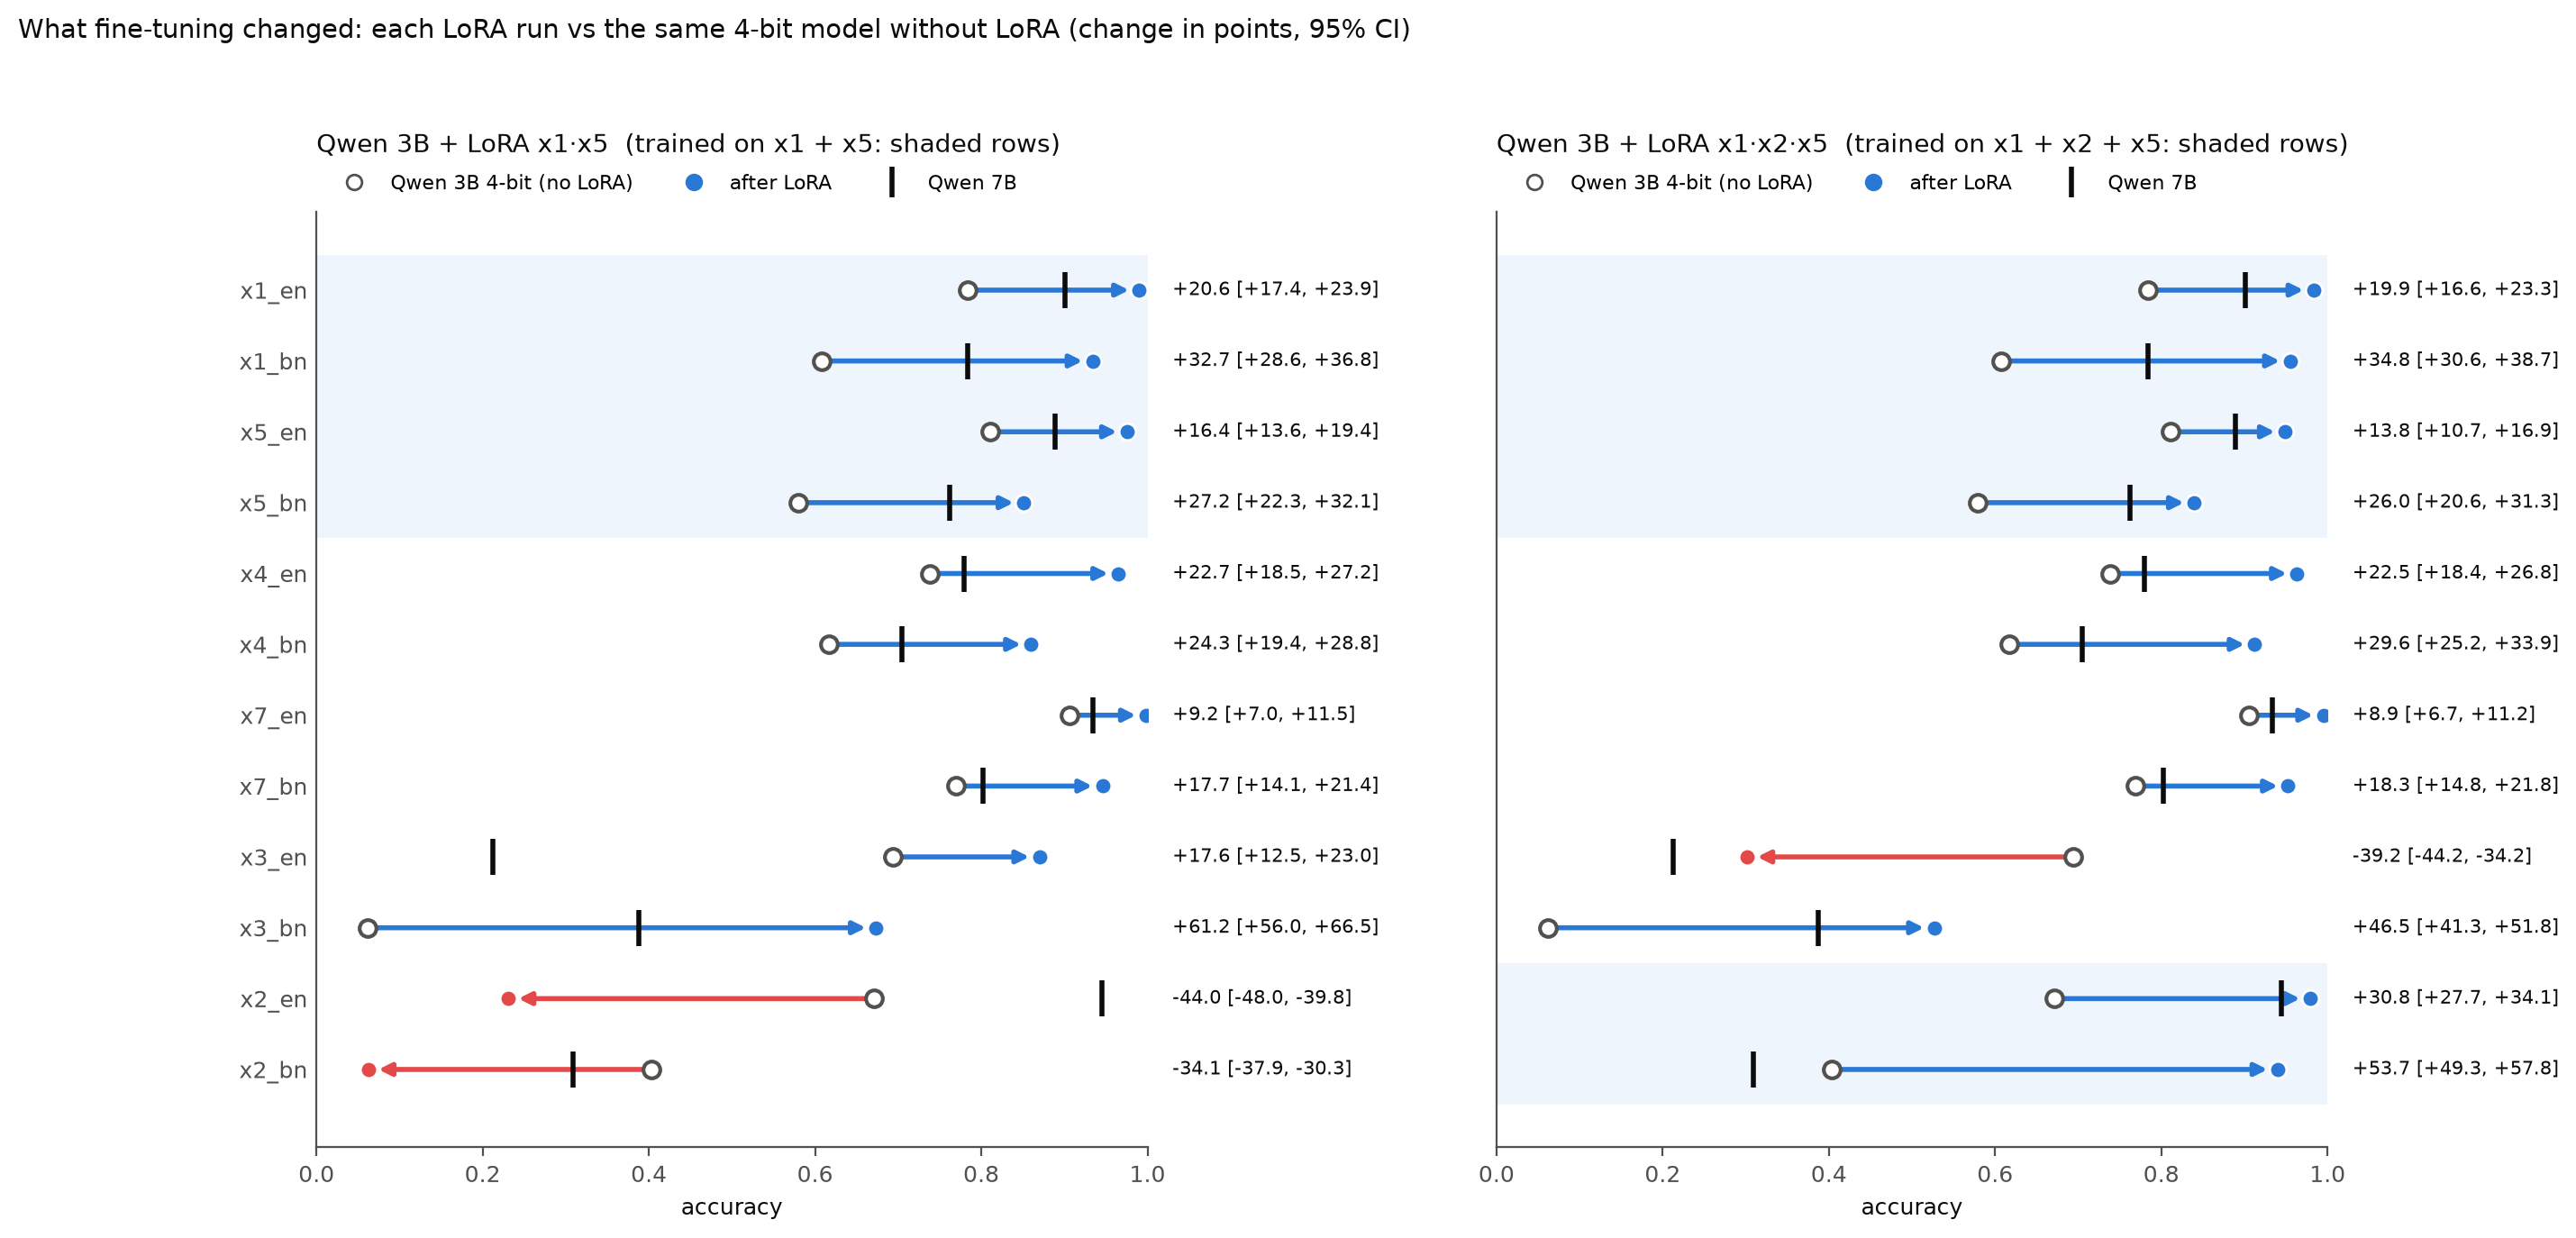 What fine-tuning changed: each LoRA run vs the same 4-bit model without LoRA (change in points, 95% CI)
Qwen 3B + LoRA x1·x5  (trained on x1 + x5: shaded rows)
Qwen 3B 4-bit (no LoRA)  after LoRA  Qwen 7B
x1_en  +20.6 [+17.4, +23.9]
x1_bn  +32.7 [+28.6, +36.8]
x5_en  +16.4 [+13.6, +19.4]
x5_bn  +27.2 [+22.3, +32.1]
x4_en  +22.7 [+18.5, +27.2]
x4_bn  +24.3 [+19.4, +28.8]
x7_en  +9.2 [+7.0, +11.5]
x7_bn  +17.7 [+14.1, +21.4]
x3_en  +17.6 [+12.5, +23.0]
x3_bn  +61.2 [+56.0, +66.5]
x2_en  -44.0 [-48.0, -39.8]
x2_bn  -34.1 [-37.9, -30.3]
0.0  0.2  0.4  0.6  0.8  1.0
accuracy
Qwen 3B + LoRA x1·x2·x5  (trained on x1 + x2 + x5: shaded rows)
Qwen 3B 4-bit (no LoRA)  after LoRA  Qwen 7B
+19.9 [+16.6, +23.3]
+34.8 [+30.6, +38.7]
+13.8 [+10.7, +16.9]
+26.0 [+20.6, +31.3]
+22.5 [+18.4, +26.8]
+29.6 [+25.2, +33.9]
+8.9 [+6.7, +11.2]
+18.3 [+14.8, +21.8]
-39.2 [-44.2, -34.2]
+46.5 [+41.3, +51.8]
+30.8 [+27.7, +34.1]
+53.7 [+49.3, +57.8]
0.0  0.2  0.4  0.6  0.8  1.0
accuracy